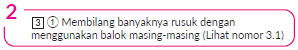 2
3 ① Membilang banyaknya rusuk dengan
menggunakan balok masing-masing (Lihat nomor 3.1)